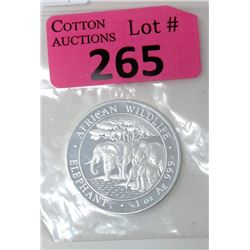 COTTON
AUCTIONS
Lot #
265
AFRICAN WILDLIFE
ELEPHANT
1 oz Ag 999